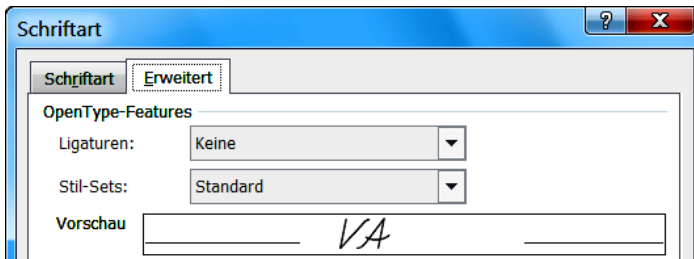 Schriftart
Schriftart Erweitert
OpenType-Features
Ligaturen: Keine
Stil-Sets: Standard
Vorschau VA